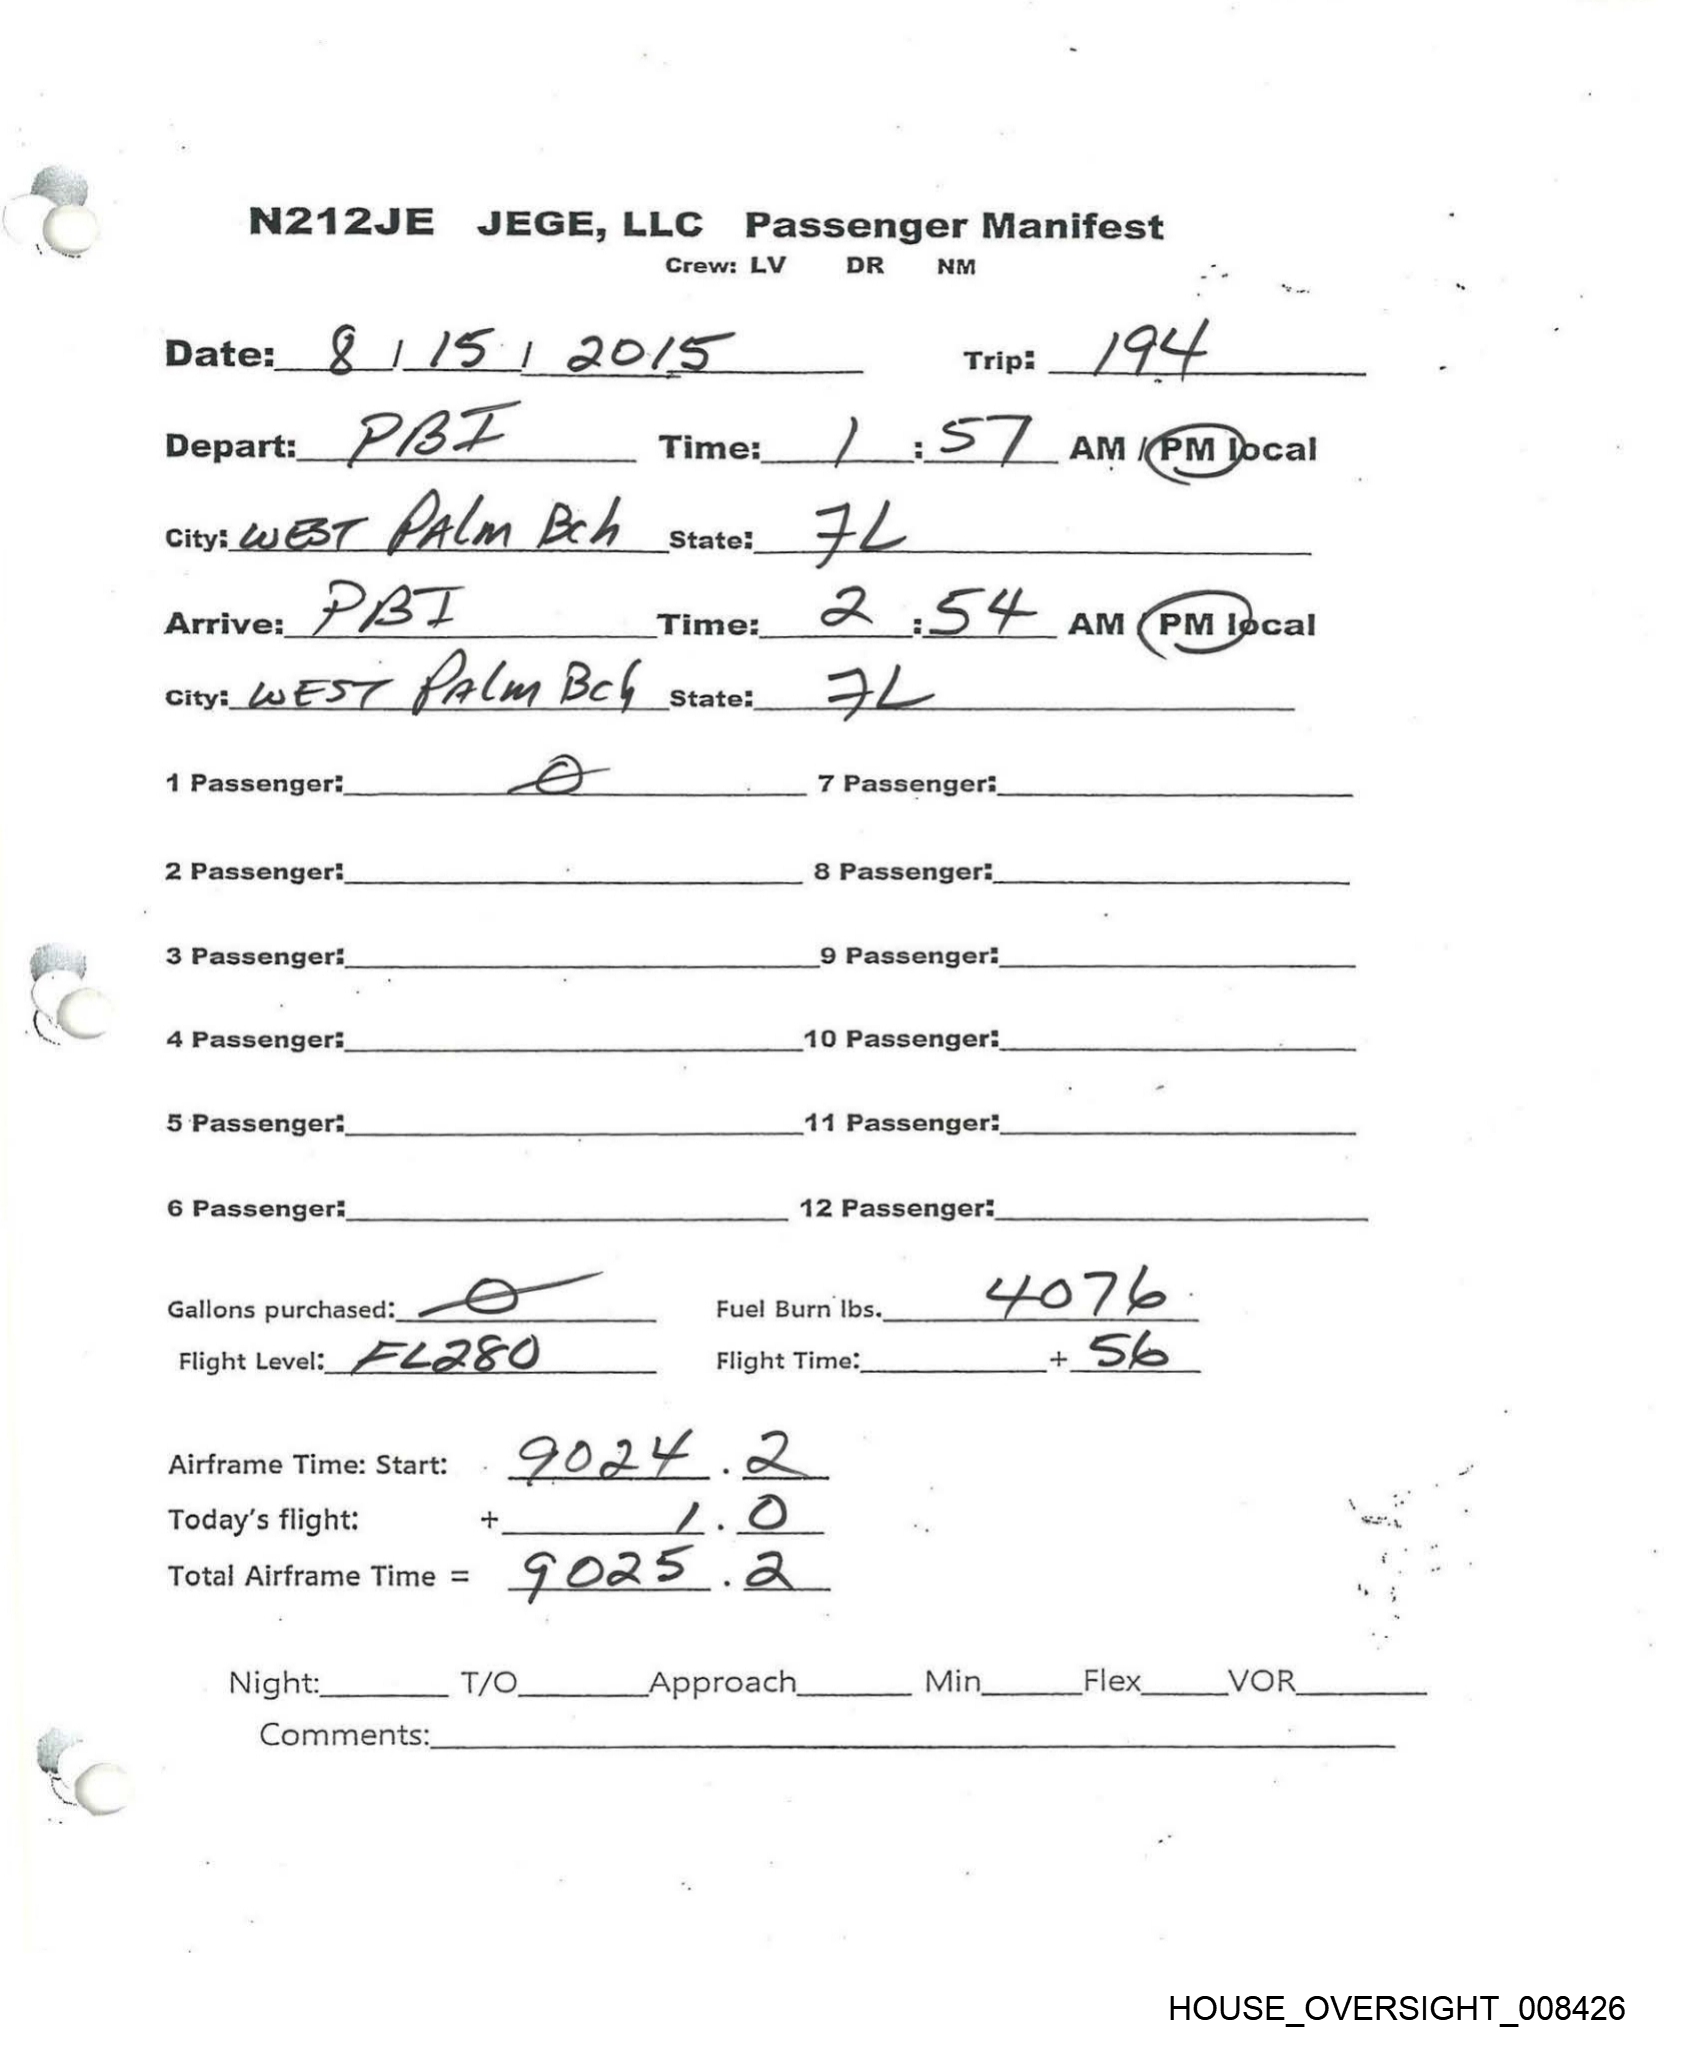 N212JE JEGE, LLC Passenger Manifest
Crew: LV DR NM
Date: 8 / 15 / 2015 Trip: 194
Depart: PBI Time: 1 : 57 AM / PM local
City: WEST PAlm Bch State: FL
Arrive: PBI Time: 2 : 54 AM / PM local
City: WEST PAlm Bch State: FL
1 Passenger: 0 7 Passenger:
2 Passenger: 8 Passenger:
3 Passenger: 9 Passenger:
4 Passenger: 10 Passenger:
5 Passenger: 11 Passenger:
6 Passenger: 12 Passenger:
Gallons purchased: 0 Fuel Burn lbs. 4076
Flight Level: FL280 Flight Time: + 56
Airframe Time: Start: 9024 . 2
Today's flight: + 1 . 0
Total Airframe Time = 9025 . 2
Night: T/O Approach Min Flex VOR
Comments:
HOUSE_OVERSIGHT_008426